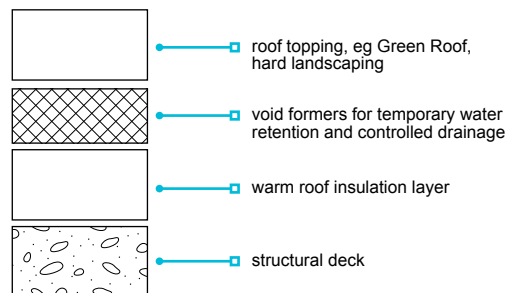 roof topping, eg Green Roof,
hard landscaping
void formers for temporary water
retention and controlled drainage
warm roof insulation layer
structural deck